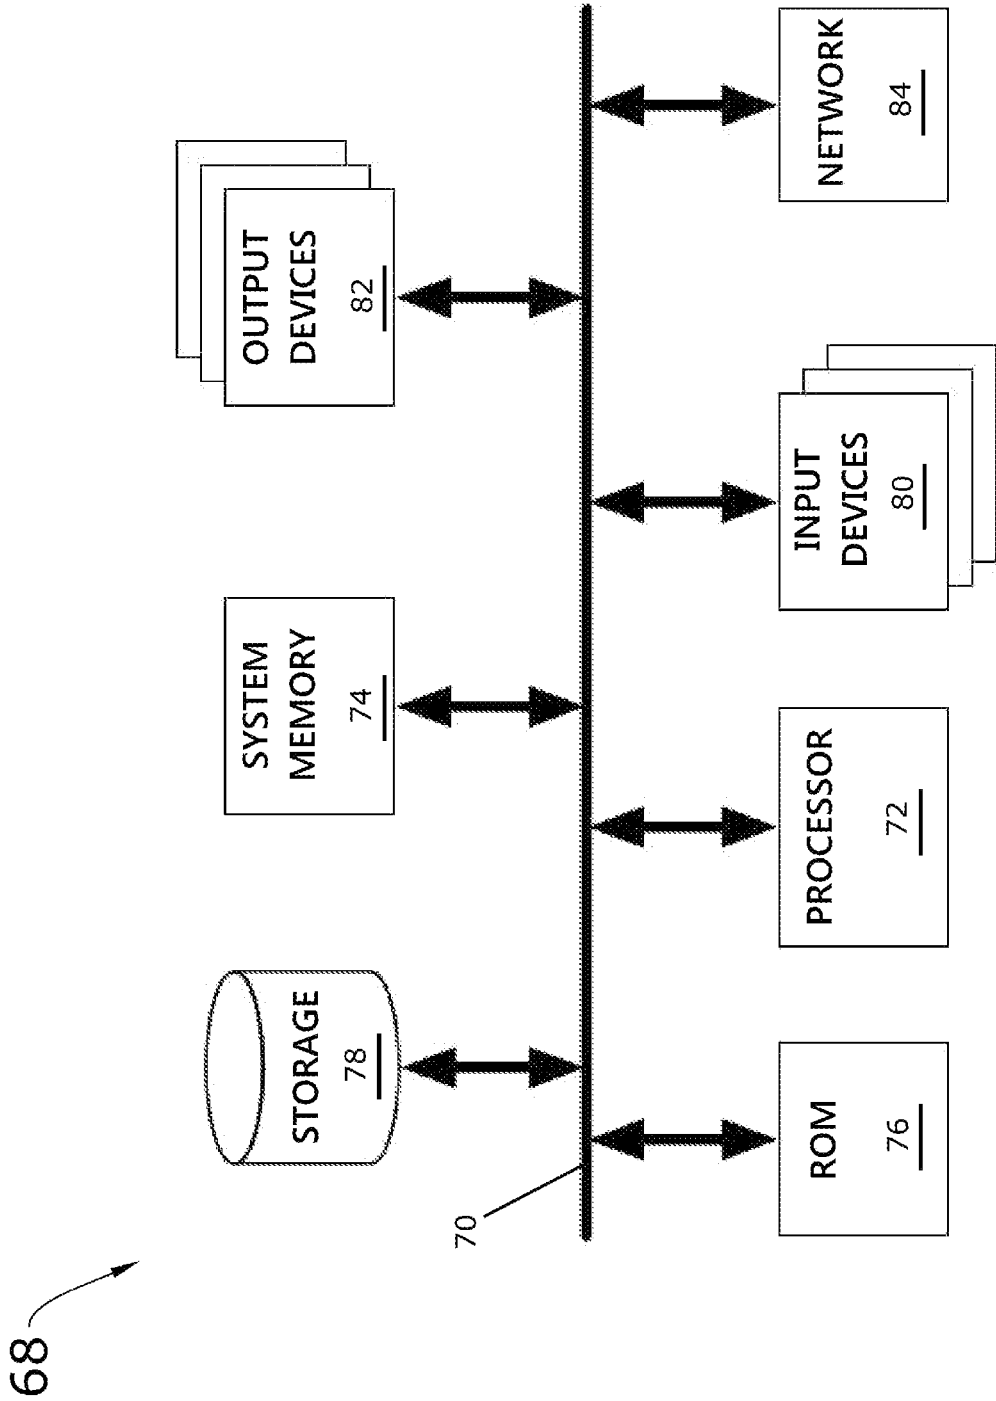 68
STORAGE
78
SYSTEM
MEMORY
74
OUTPUT
DEVICES
82
70
ROM
76
PROCESSOR
72
INPUT
DEVICES
80
NETWORK
84